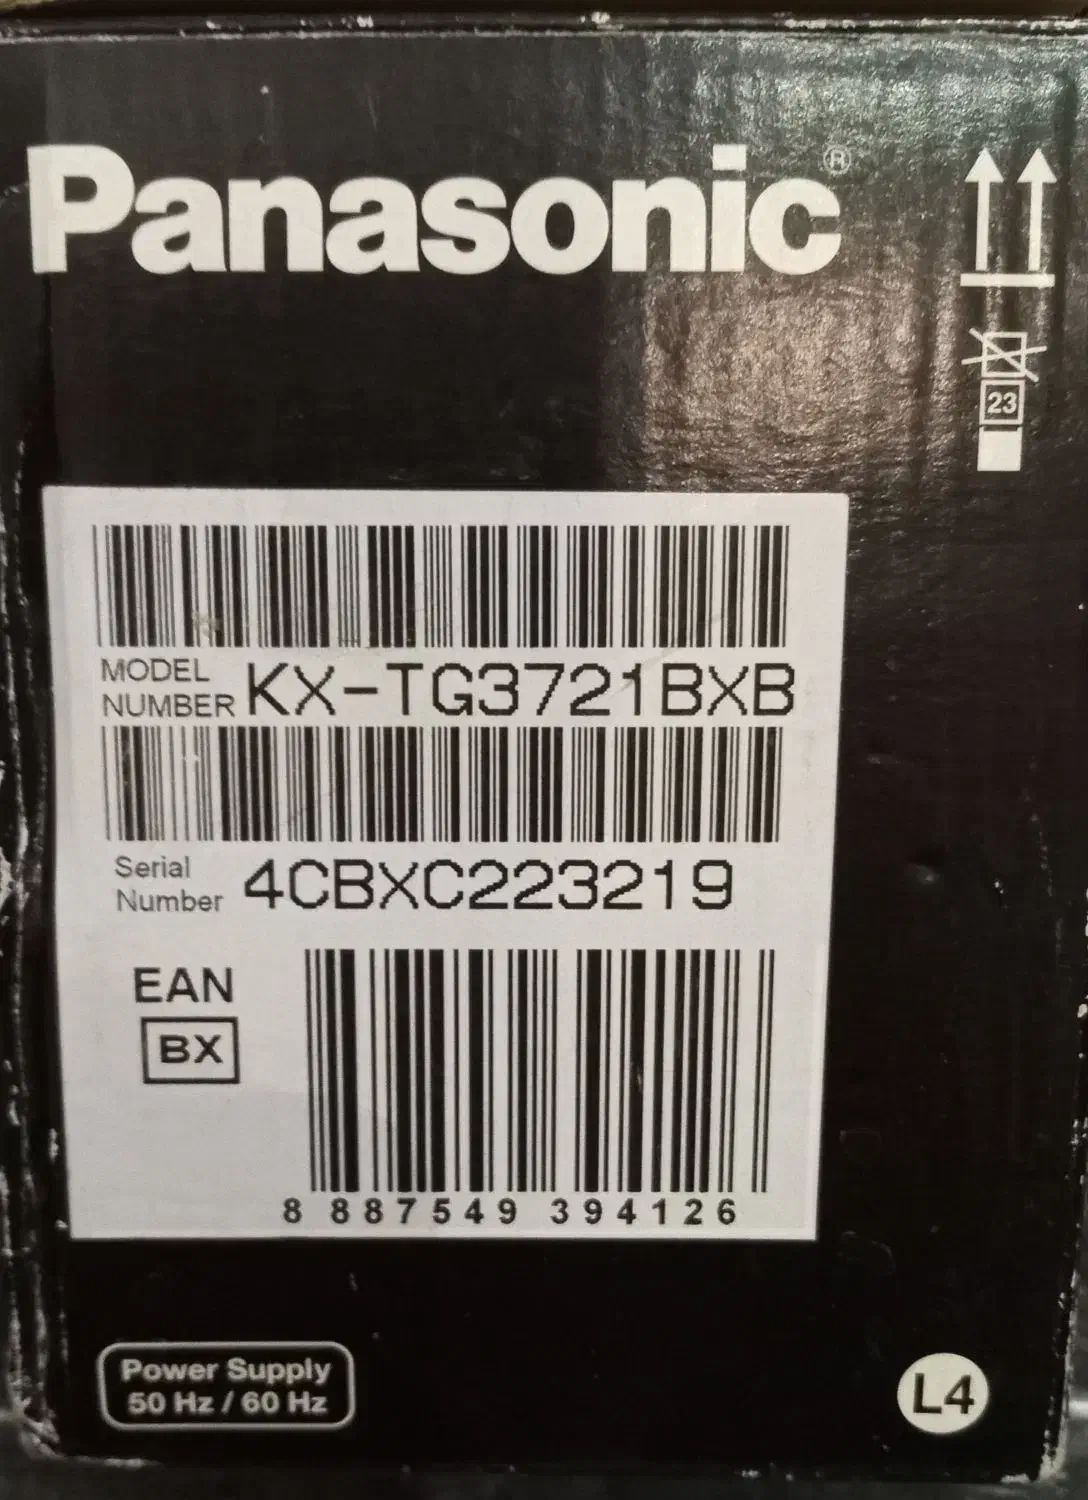 Panasonic®
23
MODEL NUMBER KX-TG3721BXB
Serial Number 4CBXC223219
EAN
BX
8 887549 394126
Power Supply
50 Hz / 60 Hz
L4